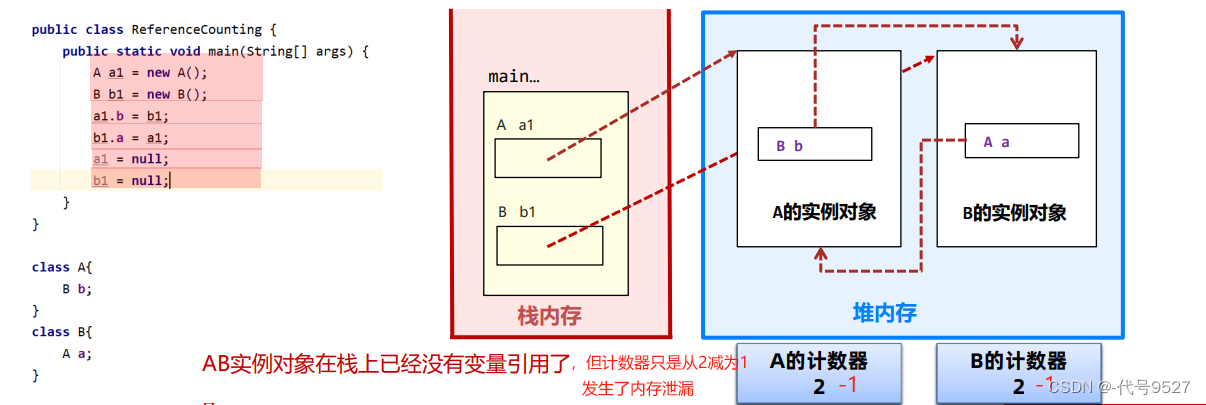 public class ReferenceCounting {
public static void main(String[] args) {
A a1 = new A();
B b1 = new B();
a1.b = b1;
b1.a = a1;
a1 = null;
b1 = null;
}
}
class A{
B b;
}
class B{
A a;
}
main…
A a1
B b1
栈内存
B b
A的实例对象
A a
B的实例对象
堆内存
AB实例对象在栈上已经没有变量引用了，但计数器只是从2减为1
发生了内存泄漏
A的计数器
2 -1
B的计数器
2 -1
CSDN @-代号9527